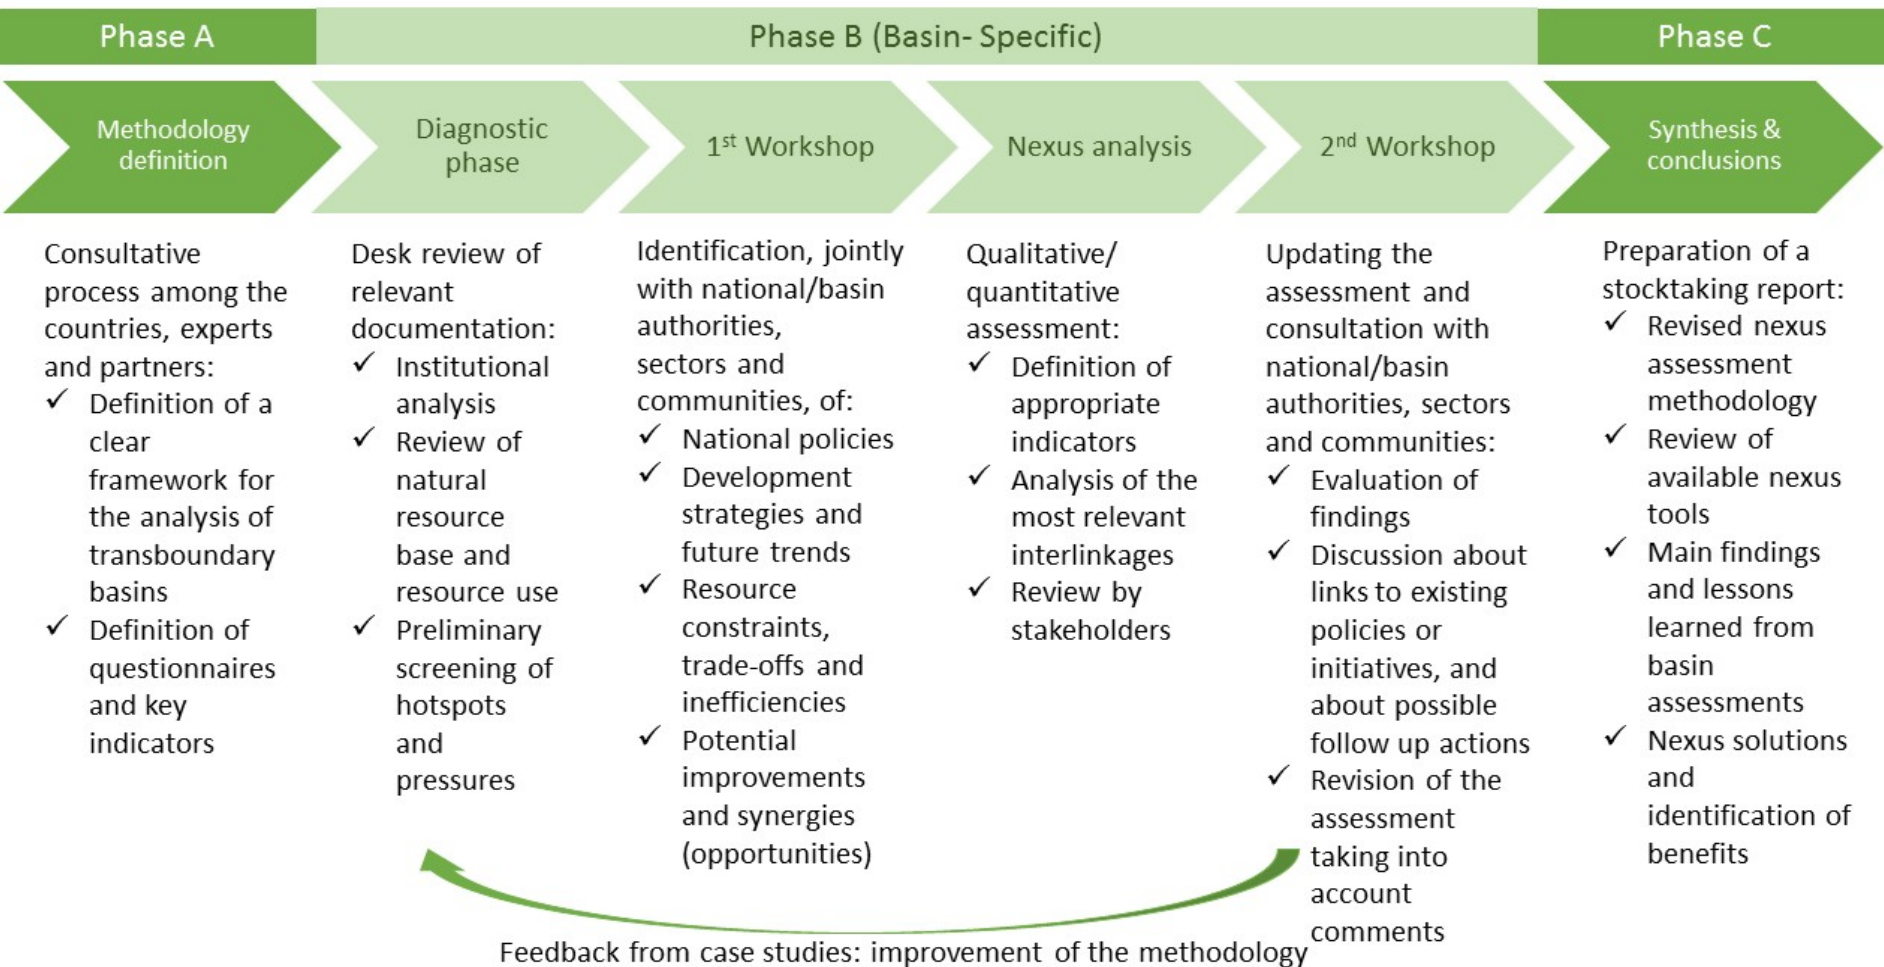 Phase A
Phase B (Basin- Specific)
Phase C
Methodology
definition
Diagnostic
phase
1st Workshop
Nexus analysis
2nd Workshop
Synthesis &
conclusions
Consultative
process among the
countries, experts
and partners:
✓ Definition of a
clear
framework for
the analysis of
transboundary
basins
✓ Definition of
questionnaires
and key
indicators
Desk review of
relevant
documentation:
✓ Institutional
analysis
✓ Review of
natural
resource
base and
resource use
✓ Preliminary
screening of
hotspots
and
pressures
Identification, jointly
with national/basin
authorities,
sectors and
communities, of:
✓ National policies
✓ Development
strategies and
future trends
✓ Resource
constraints,
trade-offs and
inefficiencies
✓ Potential
improvements
and synergies
(opportunities)
Qualitative/
quantitative
assessment:
✓ Definition of
appropriate
indicators
✓ Analysis of the
most relevant
interlinkages
✓ Review by
stakeholders
Updating the
assessment and
consultation with
national/basin
authorities, sectors
and communities:
✓ Evaluation of
findings
✓ Discussion about
links to existing
policies or
initiatives, and
about possible
follow up actions
✓ Revision of the
assessment
taking into
account
comments
Preparation of a
stocktaking report:
✓ Revised nexus
assessment
methodology
✓ Review of
available nexus
tools
✓ Main findings
and lessons
learned from
basin
assessments
✓ Nexus solutions
and
identification of
benefits
Feedback from case studies: improvement of the methodology